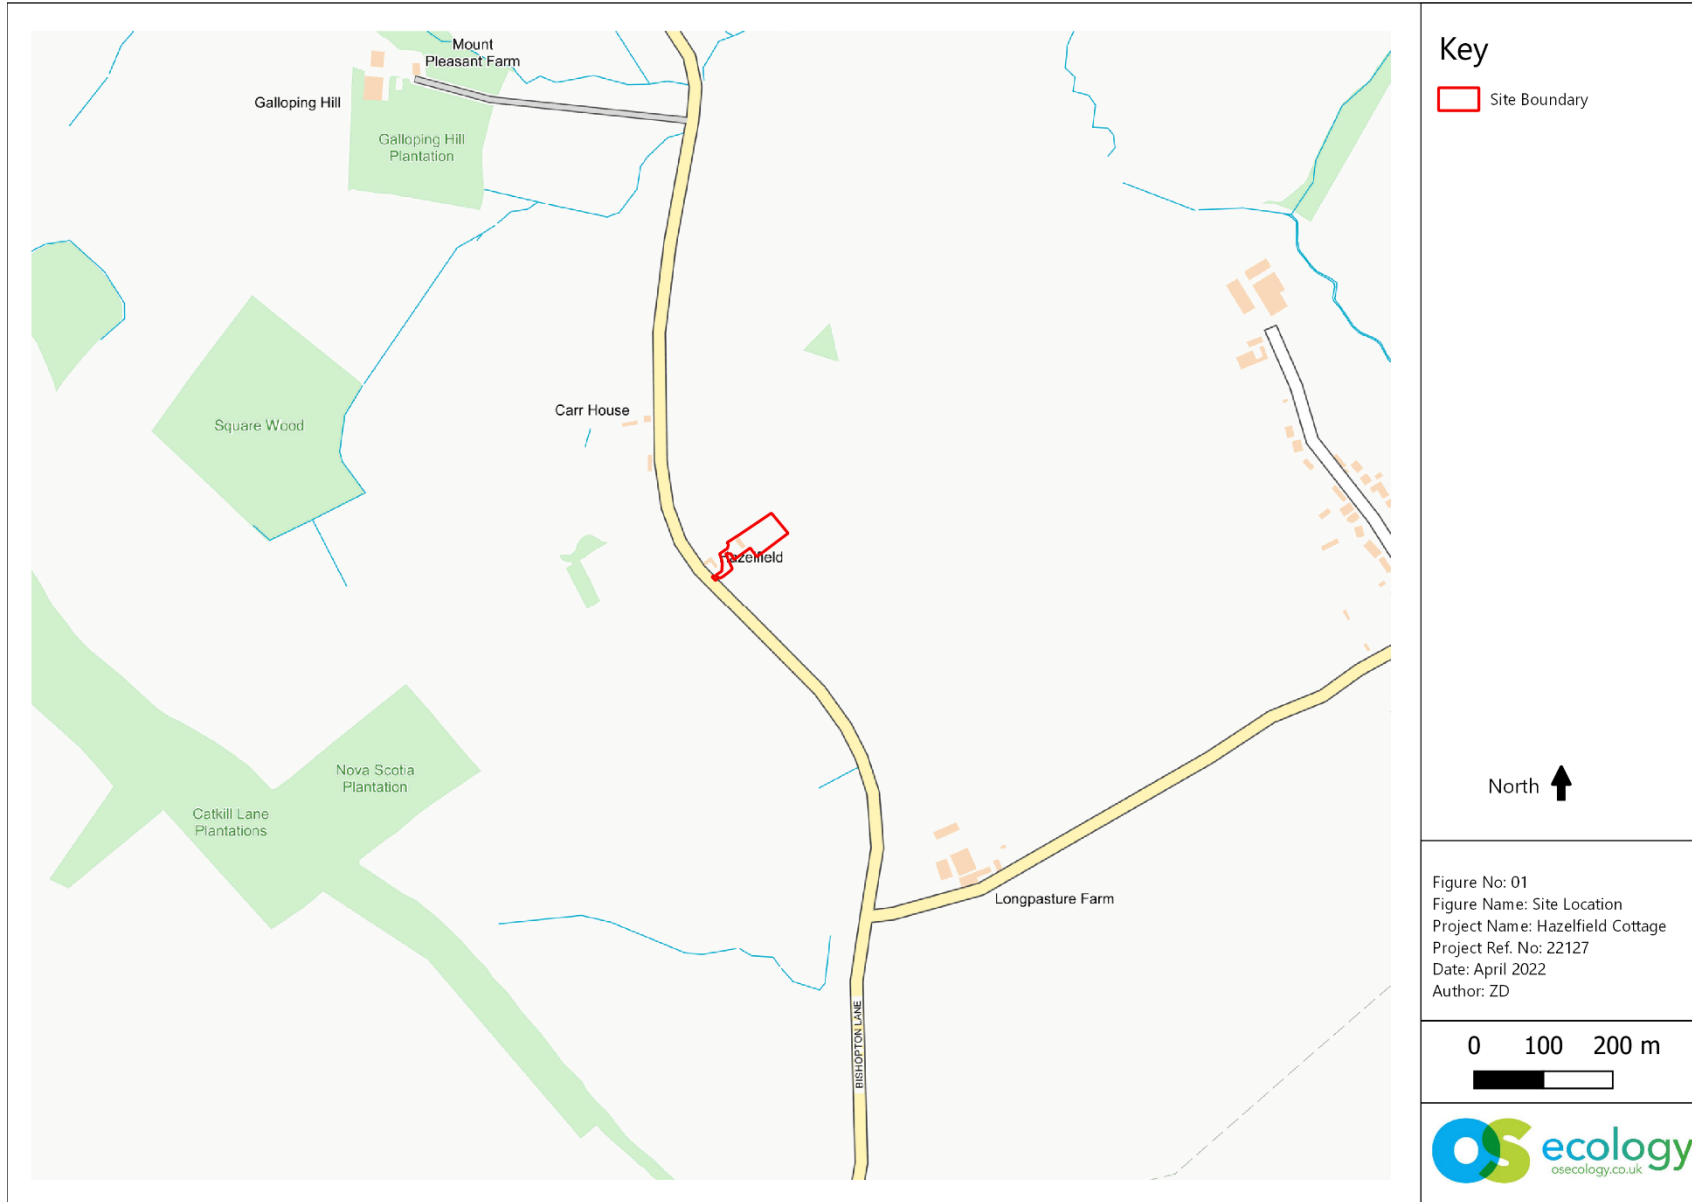 Mount
Pleasant Farm
Galloping Hill
Galloping Hill
Plantation
Square Wood
Carr House
Hazelfield
Nova Scotia
Plantation
Catkill Lane
Plantations
Longpasture Farm
BISHOPTON LANE
Key
Site Boundary
North
Figure No: 01
Figure Name: Site Location
Project Name: Hazelfield Cottage
Project Ref. No: 22127
Date: April 2022
Author: ZD
0 100 200 m
OS ecology
osecology.co.uk